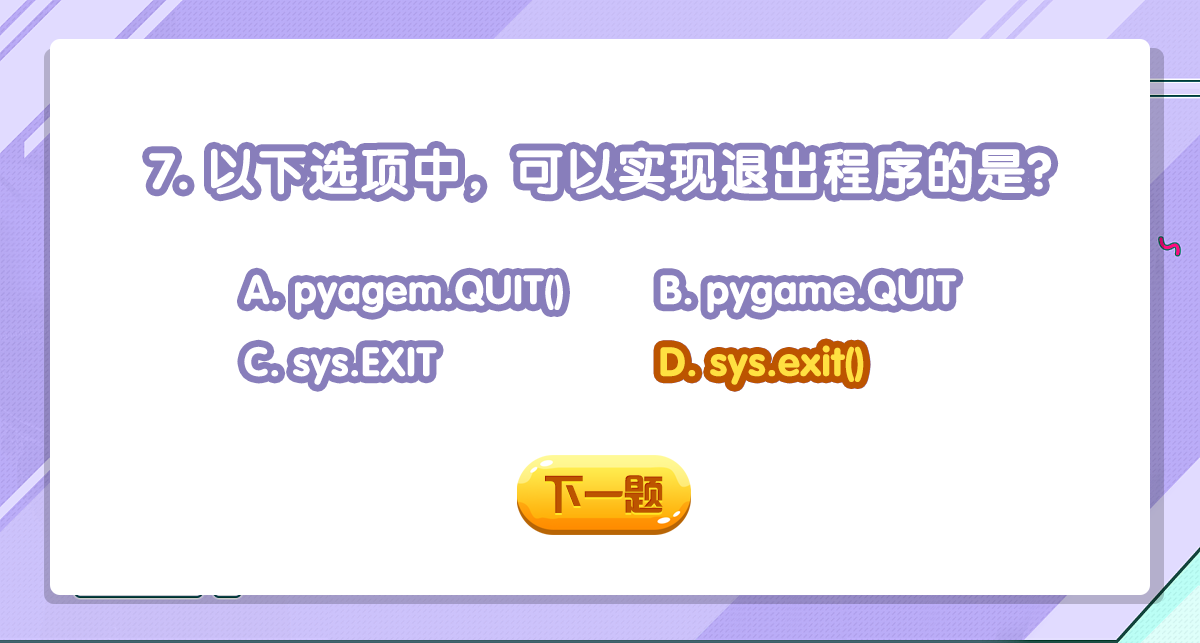 7. 以下选项中，可以实现退出程序的是?
A. pyagem.QUIT()
B. pygame.QUIT
C. sys.EXIT
D. sys.exit()
下一题